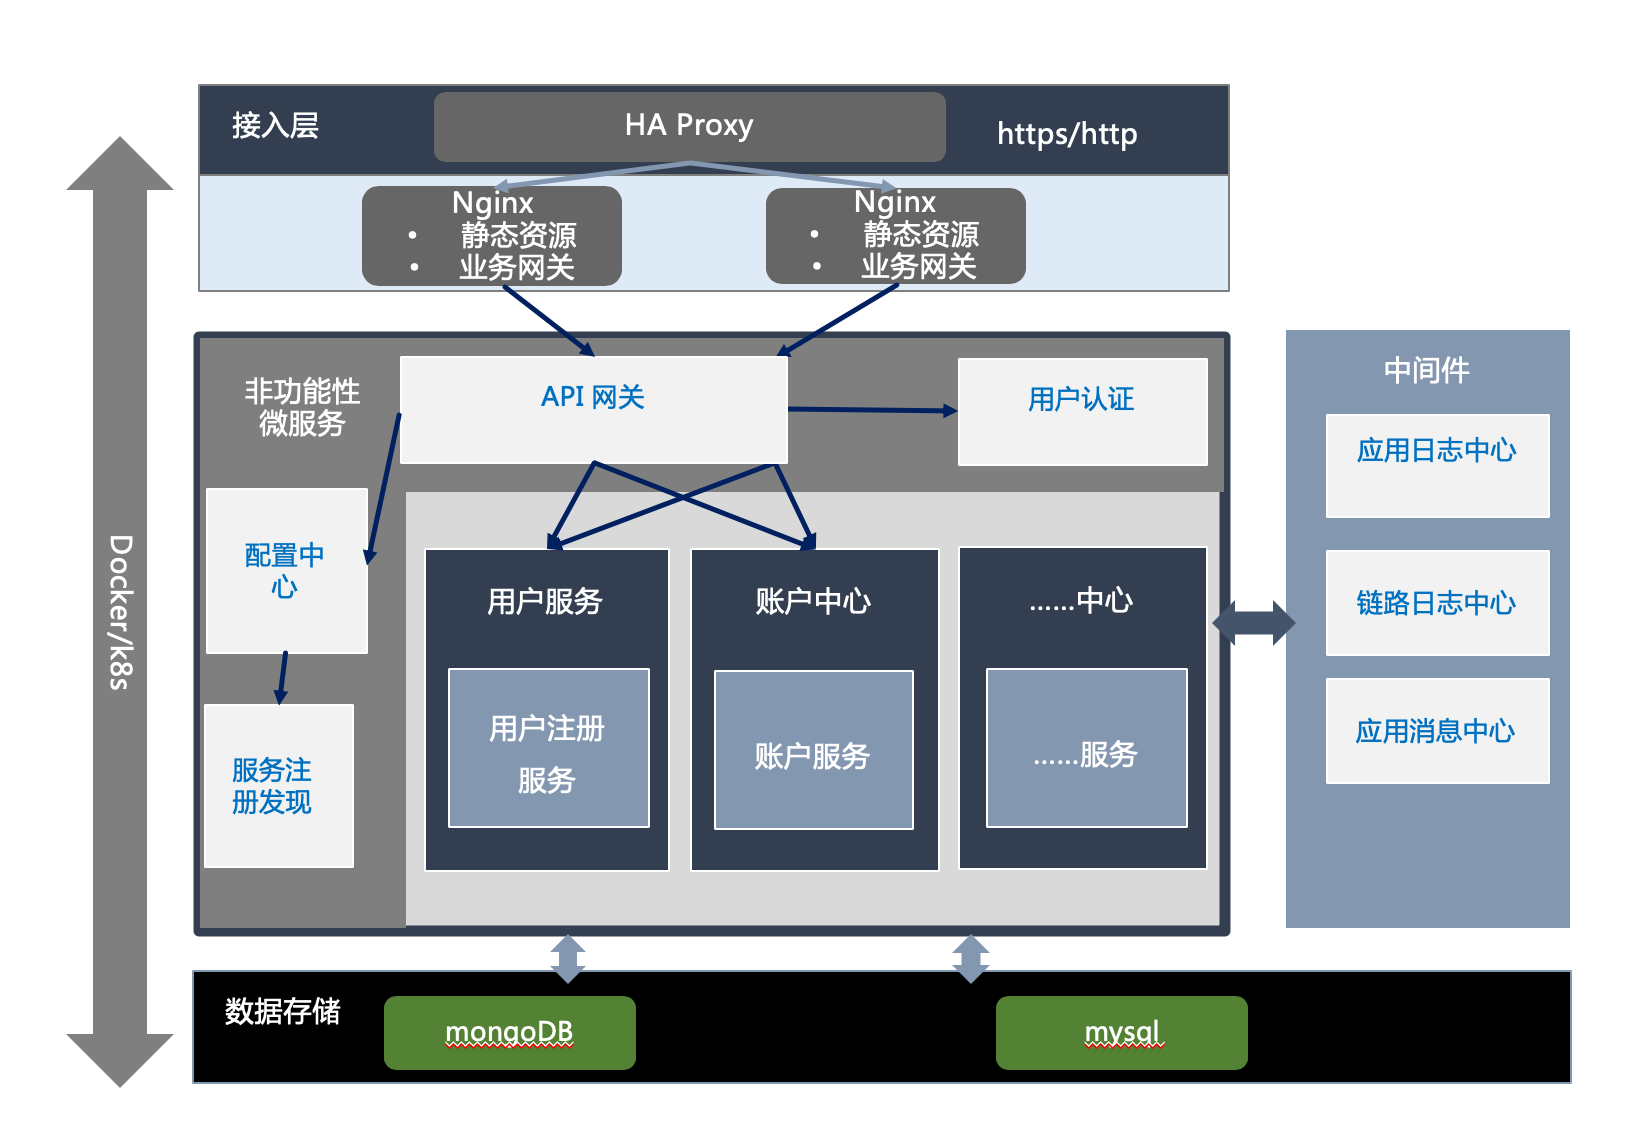 接入层
HA Proxy
https/http
Nginx
• 静态资源
• 业务网关
Nginx
• 静态资源
• 业务网关
Docker/k8s
非功能性
微服务
API 网关
用户认证
配置中
心
服务注
册发现
用户服务
用户注册
服务
账户中心
账户服务
……中心
……服务
中间件
应用日志中心
链路日志中心
应用消息中心
数据存储
mongoDB
mysql